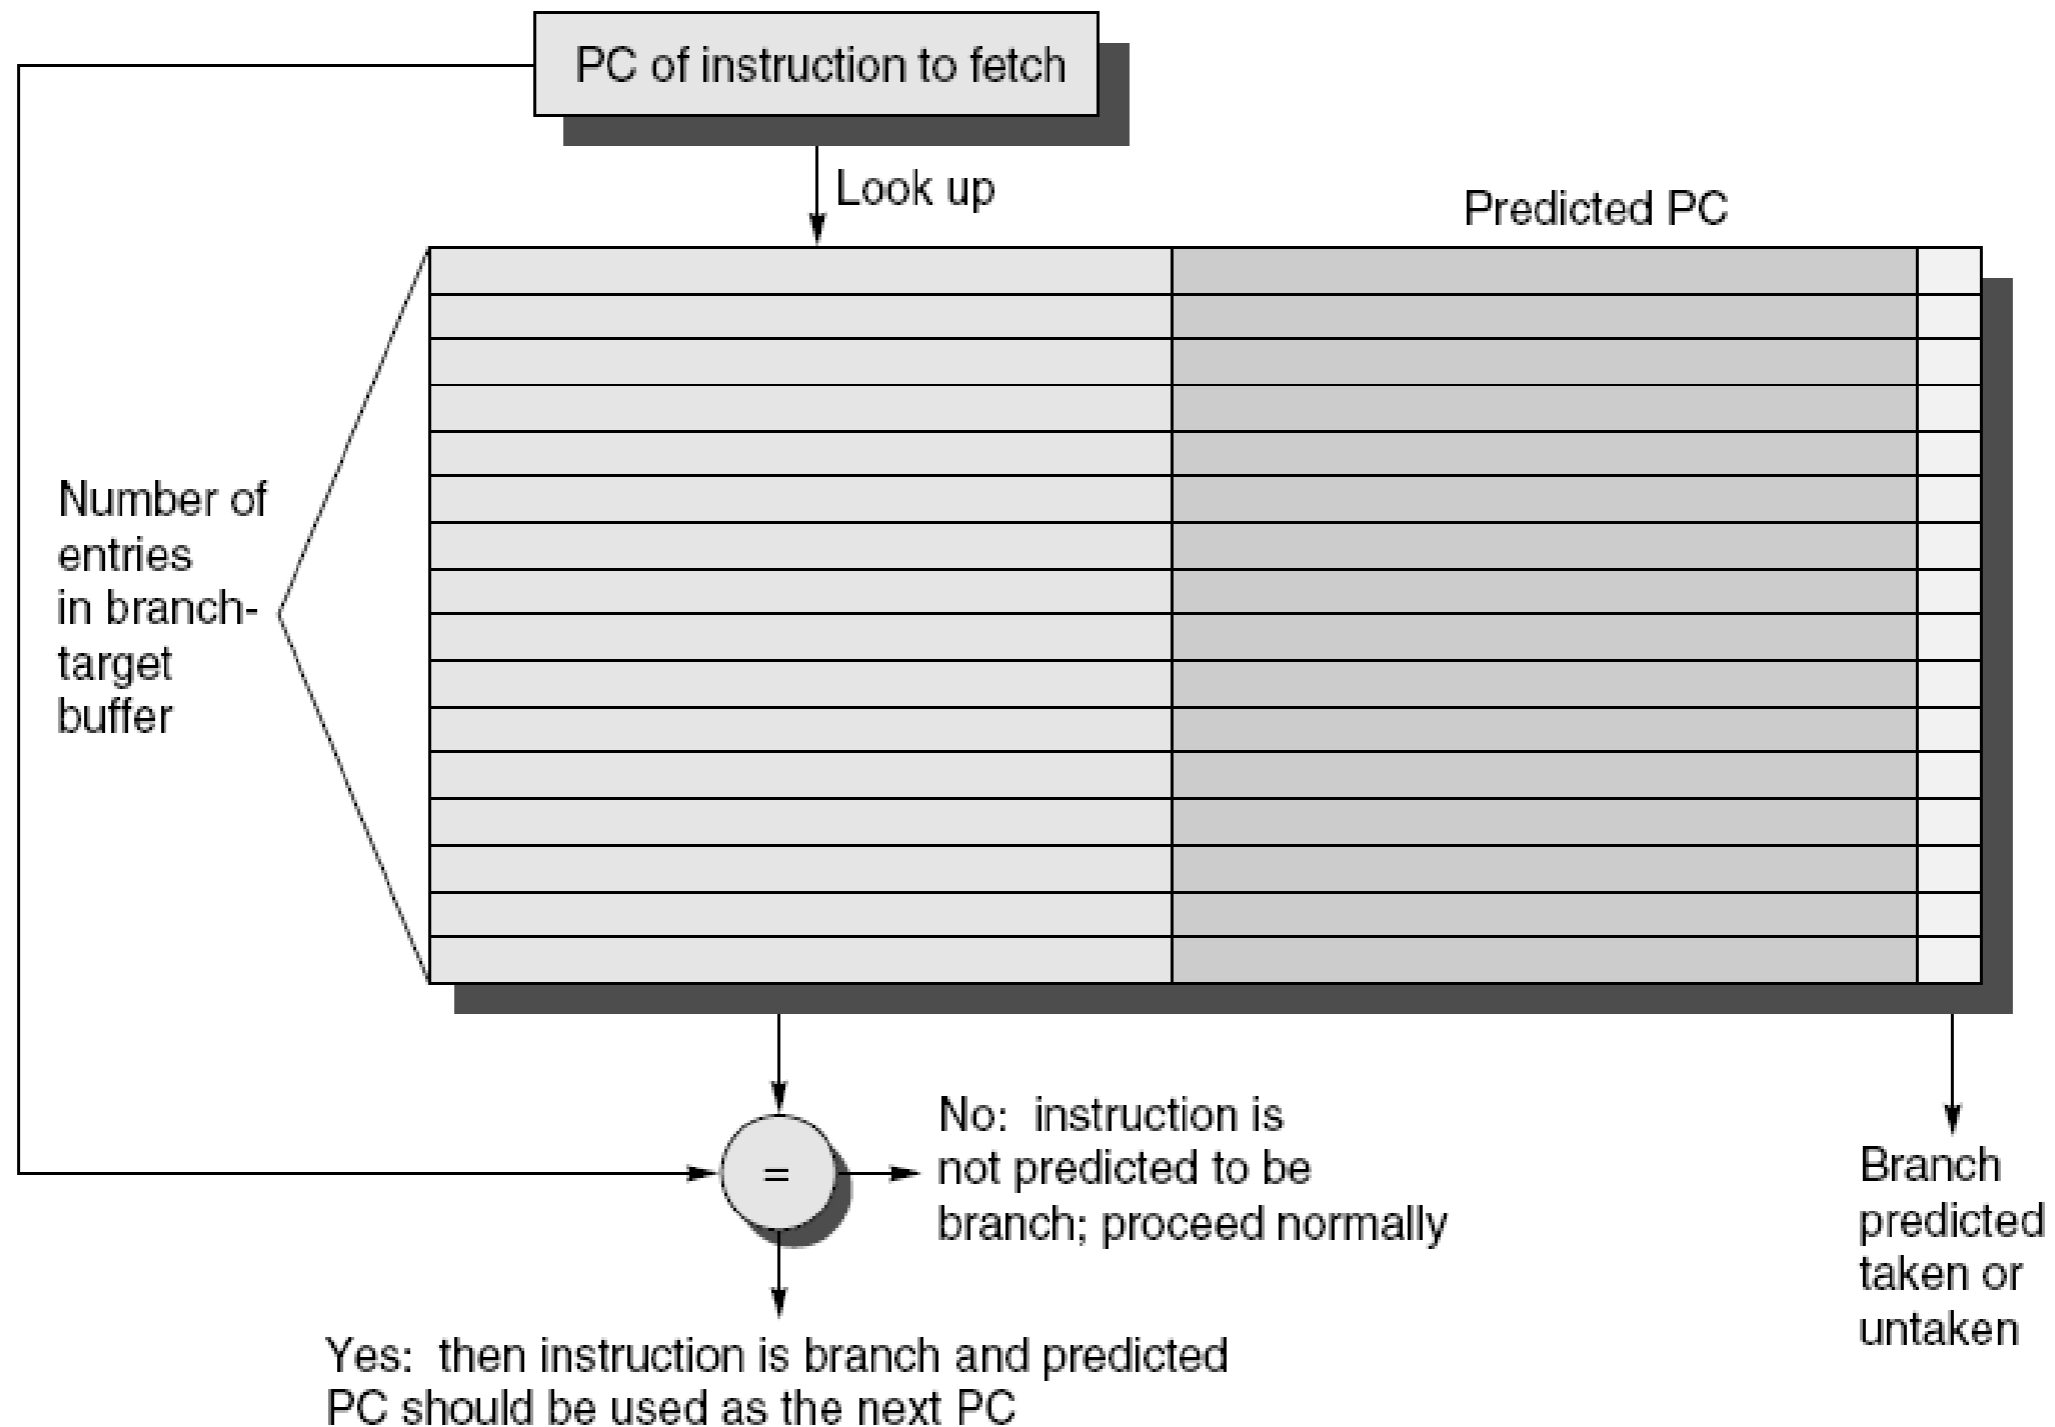 PC of instruction to fetch
Look up
Predicted PC
Number of
entries
in branch-
target
buffer
=
No: instruction is
not predicted to be
branch; proceed normally
Branch
predicted
taken or
untaken
Yes: then instruction is branch and predicted
PC should be used as the next PC